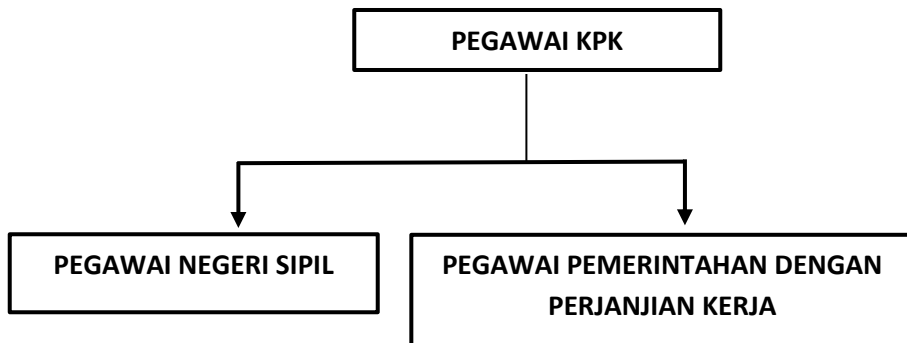 PEGAWAI KPK
PEGAWAI NEGERI SIPIL
PEGAWAI PEMERINTAHAN DENGAN
PERJANJIAN KERJA